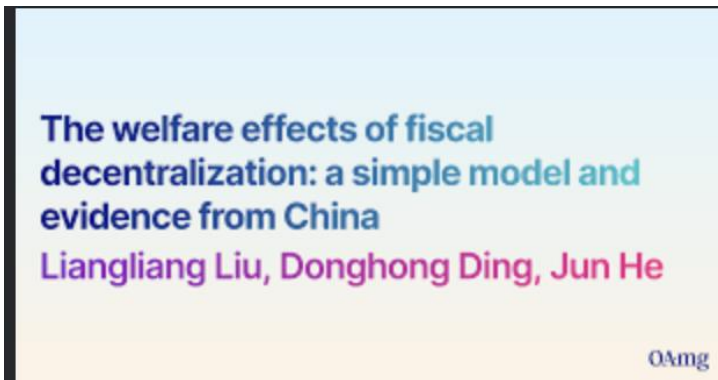 The welfare effects of fiscal
decentralization: a simple model and
evidence from China
Liangliang Liu, Donghong Ding, Jun He
OAmg